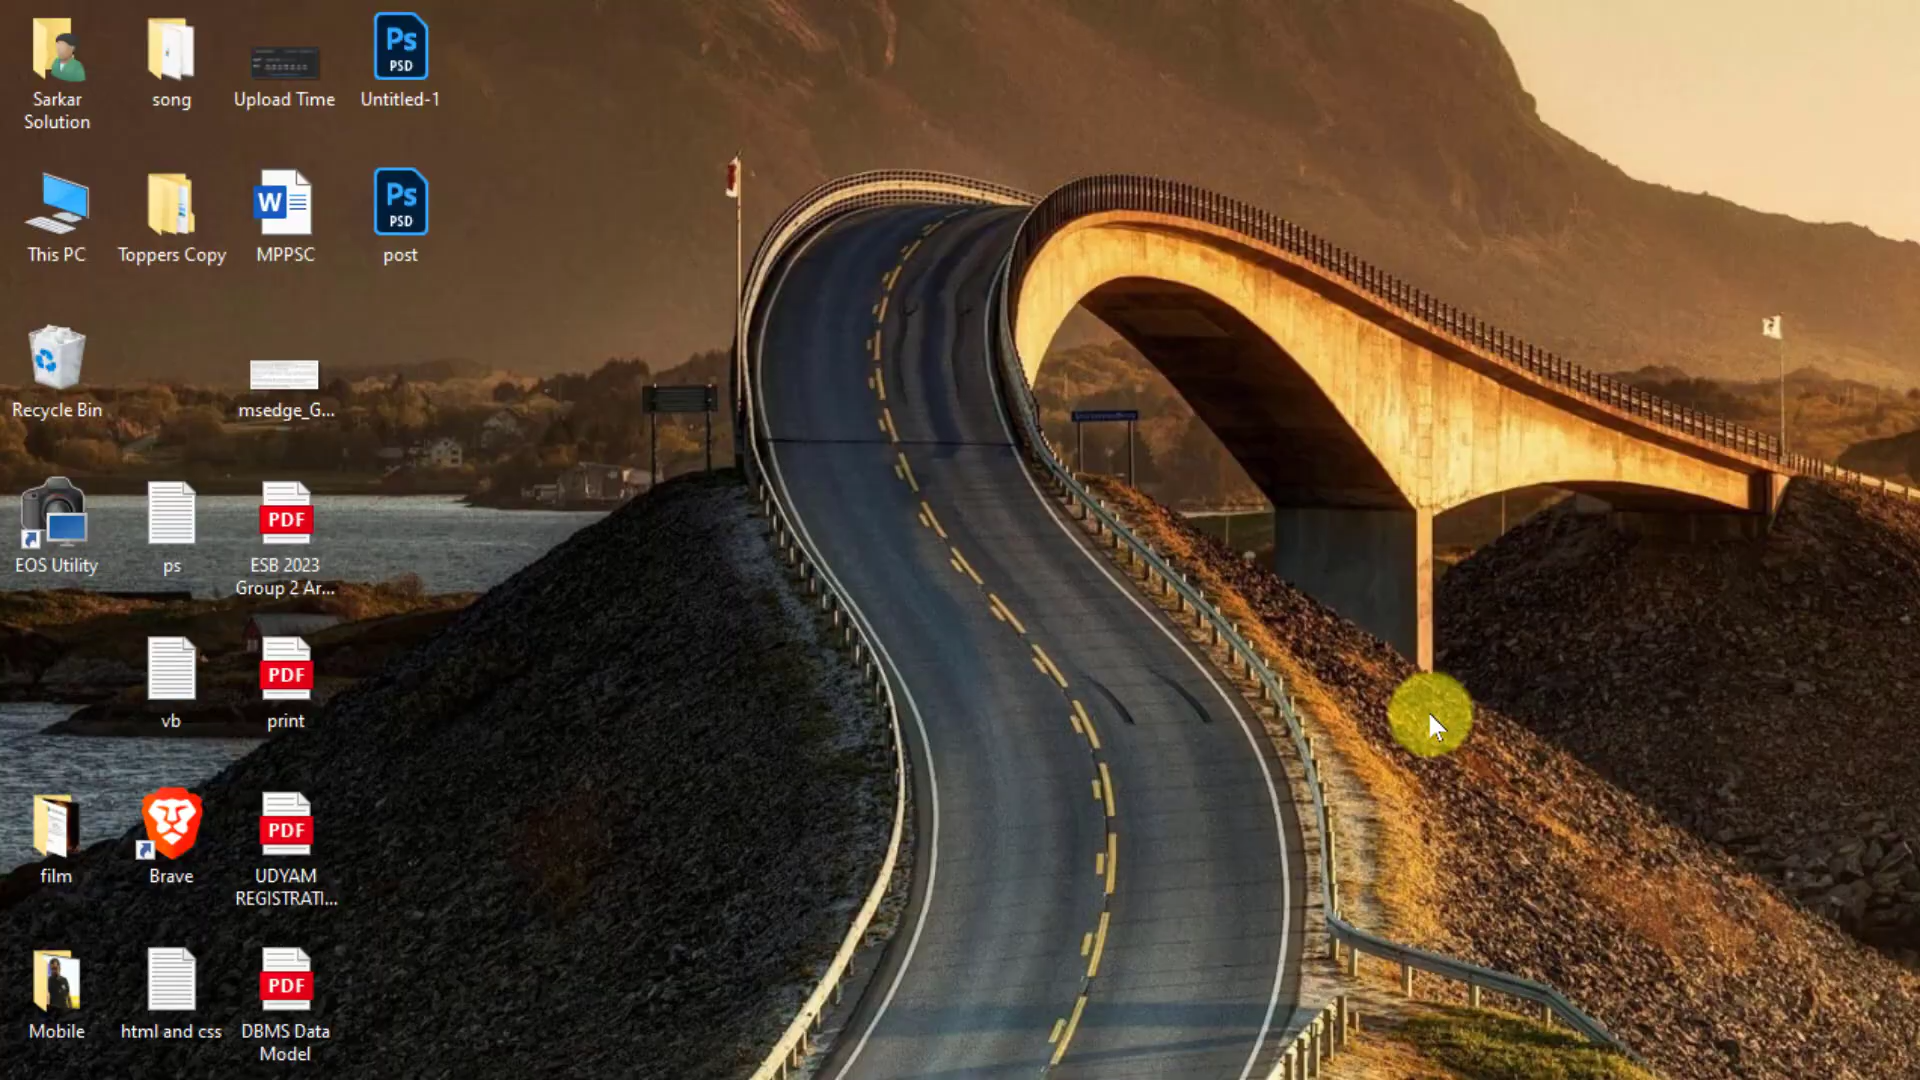 Sarkar
Solution
song
Upload Time
Ps
PSD
Untitled-1
This PC
Toppers Copy
W
MPPSC
Ps
PSD
post
Recycle Bin
msedge_G...
EOS Utility
ps
PDF
ESB 2023
Group 2 Ar...
vb
PDF
print
film
Brave
PDF
UDYAM
REGISTRATI...
Mobile
html and css
PDF
DBMS Data
Model